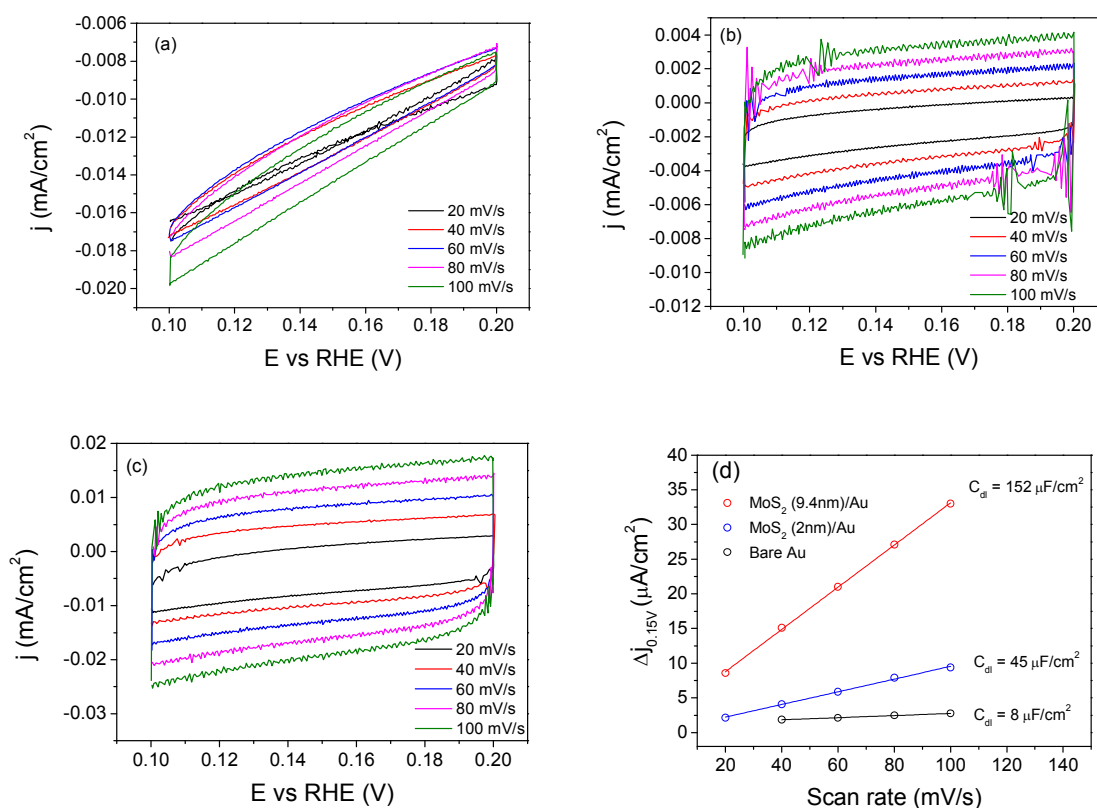 (a)
j (mA/cm²)
-0.006
-0.008
-0.010
-0.012
-0.014
-0.016
-0.018
-0.020
20 mV/s
40 mV/s
60 mV/s
80 mV/s
100 mV/s
0.10 0.12 0.14 0.16 0.18 0.20
E vs RHE (V)
(b)
j (mA/cm²)
0.004
0.002
0.000
-0.002
-0.004
-0.006
-0.008
-0.012
20 mV/s
40 mV/s
60 mV/s
80 mV/s
100 mV/s
0.10 0.12 0.14 0.16 0.18 0.20
E vs RHE (V)
(c)
j (mA/cm²)
0.02
0.01
0.00
-0.01
-0.02
-0.03
20 mV/s
40 mV/s
60 mV/s
80 mV/s
100 mV/s
0.10 0.12 0.14 0.16 0.18 0.20
E vs RHE (V)
(d)
Δj0.15V (μA/cm²)
40
35
30
25
20
15
10
5
0
MoS₂ (9.4nm)/Au
MoS₂ (2nm)/Au
Bare Au
Cdl = 152 μF/cm²
Cdl = 45 μF/cm²
Cdl = 8 μF/cm²
20 40 60 80 100 120 140
Scan rate (mV/s)